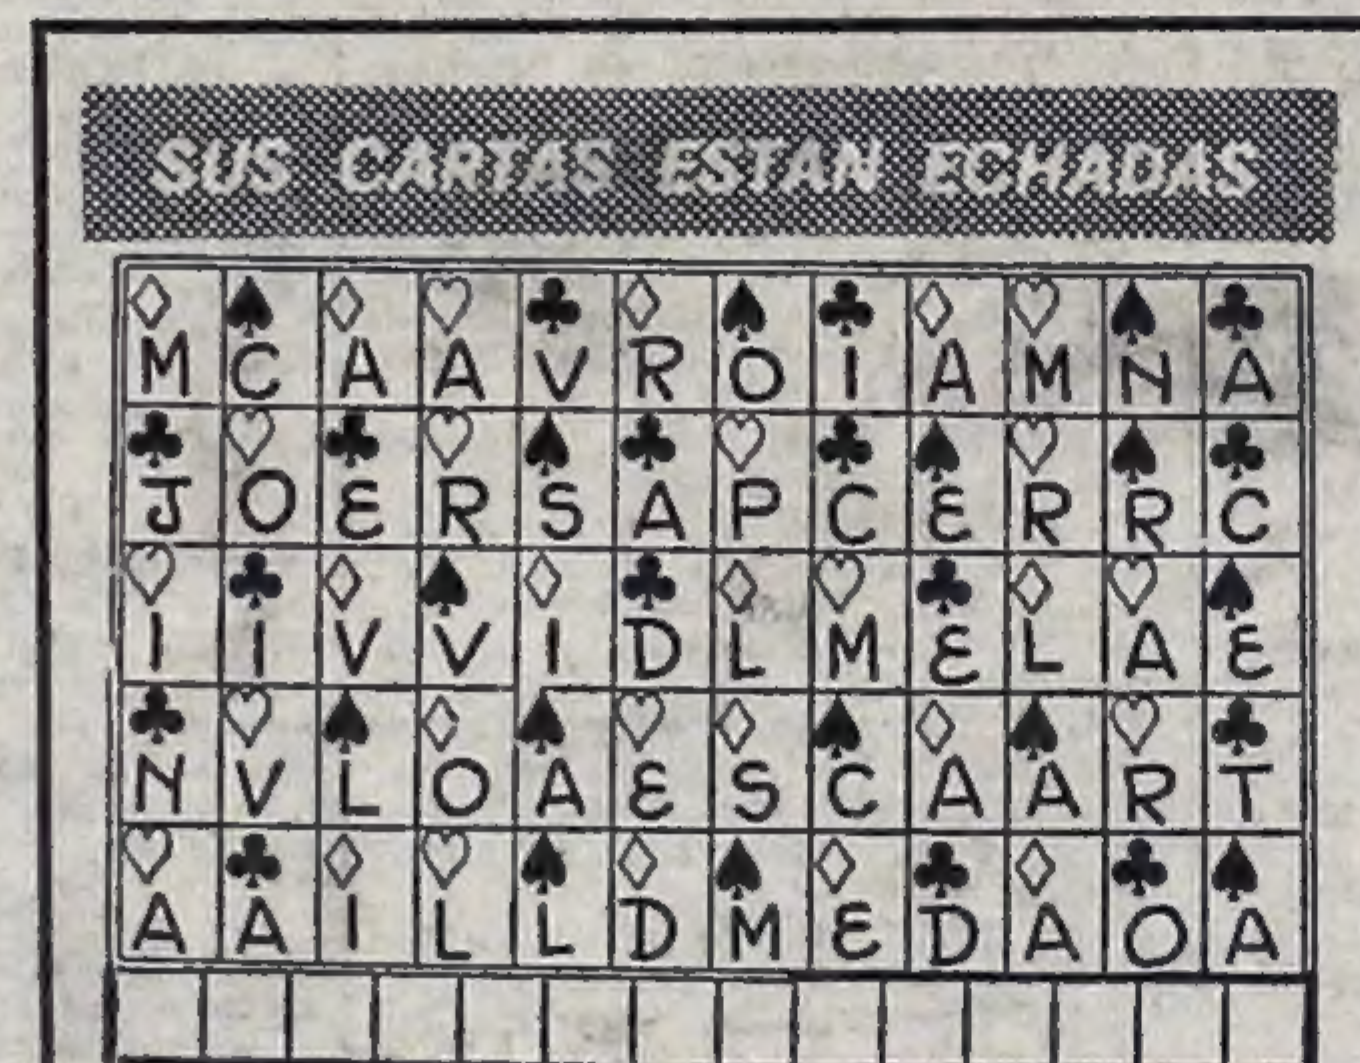 SUS CARTAS ESTAN ECHADAS
M C A A V R O I A M N A
J O E R S A P C E R R C
I I V V I D L M E L A E
N V L O A E S C A A R T
A A I L L D M E D A O A